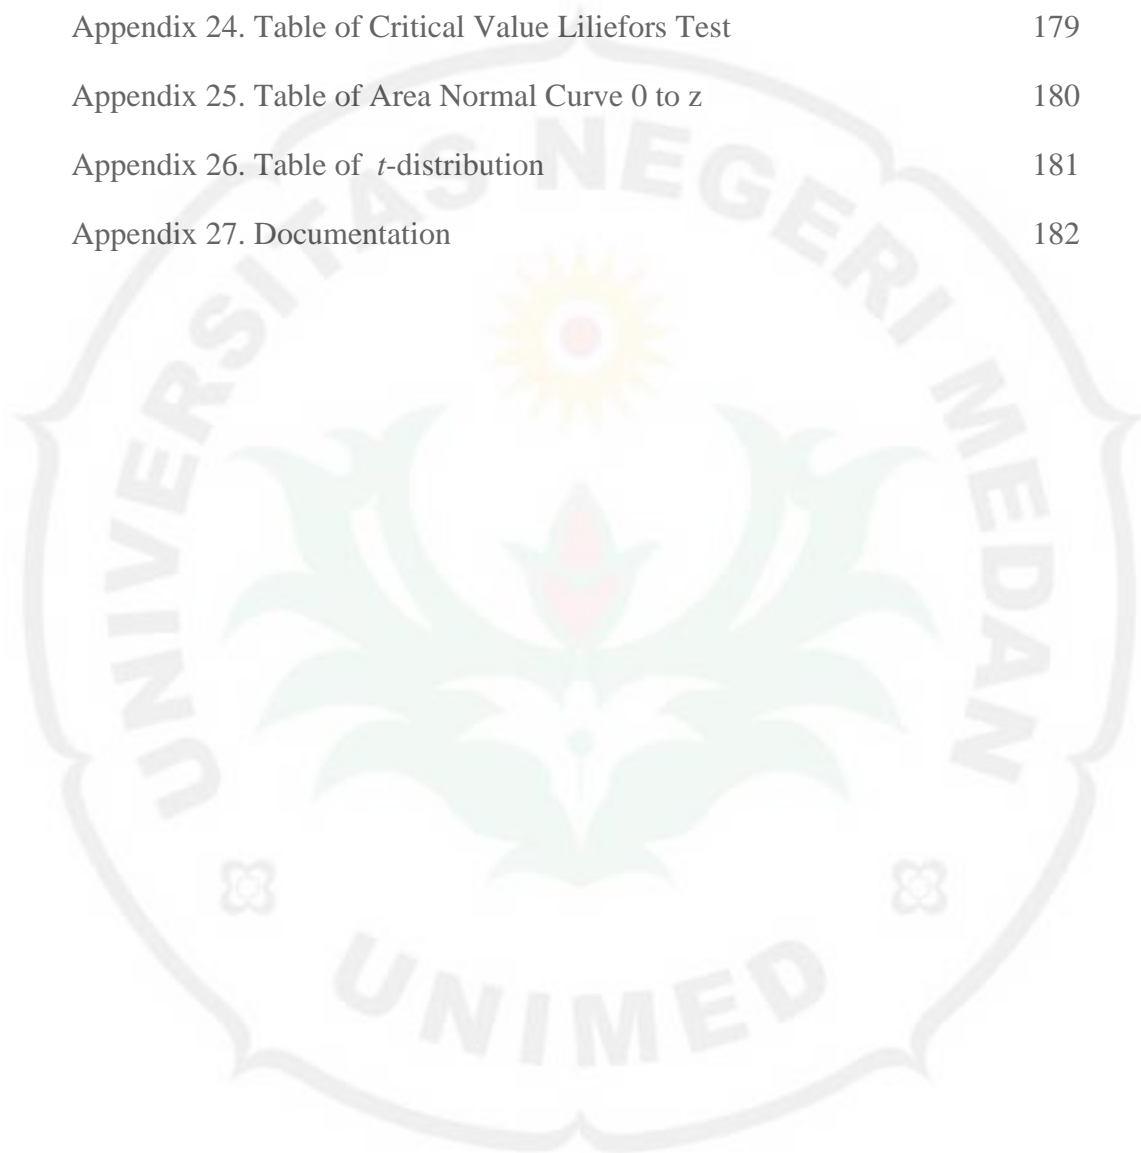 Appendix 24. Table of Critical Value Liliefors Test 179
Appendix 25. Table of Area Normal Curve 0 to z 180
Appendix 26. Table of t-distribution 181
Appendix 27. Documentation 182
UNIVERSITAS NEGERI MEDAN
UNIMED